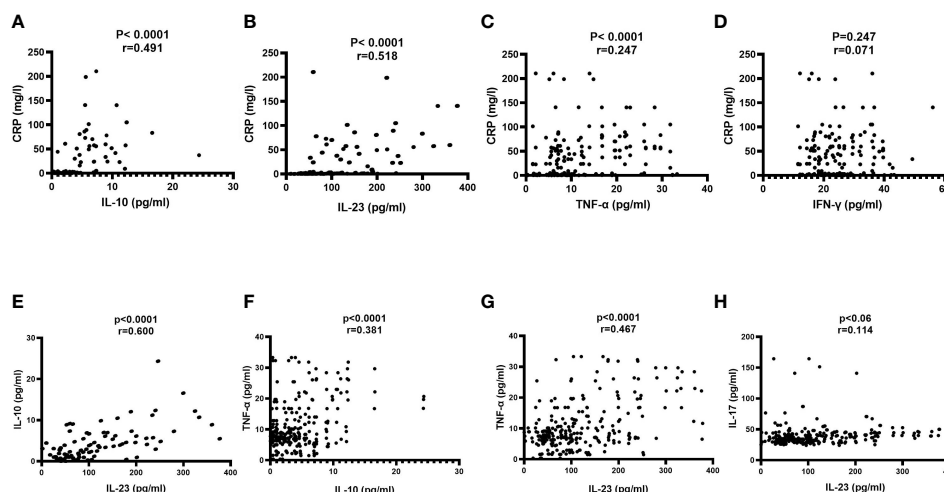 A
P< 0.0001
r=0.491
CRP (mg/l)
250
200
150
100
50
0
0 10 20 30
IL-10 (pg/ml)
B
P< 0.0001
r=0.518
CRP (mg/l)
250
200
150
100
50
0
0 100 200 300 400
IL-23 (pg/ml)
C
P< 0.0001
r=0.247
CRP (mg/l)
250
200
150
100
50
0
0 10 20 30 40
TNF-α (pg/ml)
D
P=0.247
r=0.071
CRP (mg/l)
250
200
150
100
50
0
0 20 40
IFN-γ (pg/ml)
E
p<0.0001
r=0.600
IL-10 (pg/ml)
30
20
10
0
0 100 200 300 400
IL-23 (pg/ml)
F
p<0.0001
r=0.381
TNF-α (pg/ml)
40
30
20
10
0
0 10 20 30
IL-10 (pg/ml)
G
p<0.0001
r=0.467
TNF-α (pg/ml)
40
30
20
10
0
0 100 200 300 400
IL-23 (pg/ml)
H
p<0.06
r=0.114
IL-17 (pg/ml)
200
150
100
50
0
0 100 200 300
IL-23 (pg/ml)